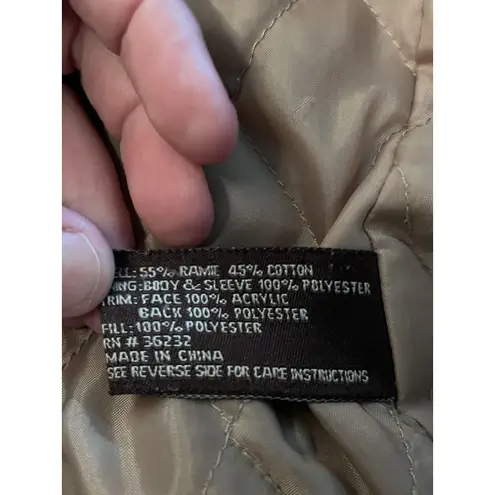 ELL: 55% RAMIE 45% COTTON
ING: BODY & SLEEVE 100% POLYESTER
TRIM: FACE 100% ACRYLIC
BACK 100% POLYESTER
FILL: 100% POLYESTER
RN # 36232
MADE IN CHINA
SEE REVERSE SIDE FOR CARE INSTRUCTIONS